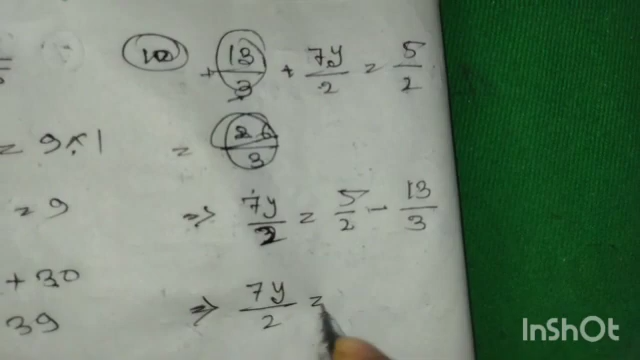 10 + 13/3 + 7y/2 = 5/2
= 9 × 1
= 26/3
= 9
⇒ 7y/2 = 5/2 - 13/3
+ 30
39
⇒ 7y/2 =
InShOt